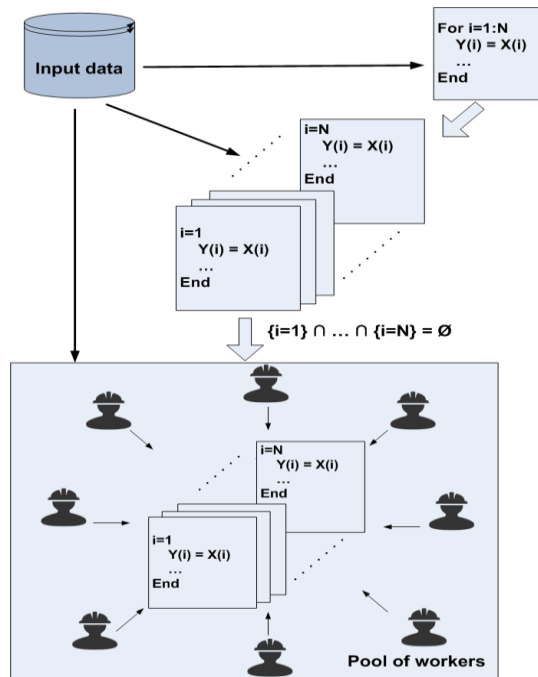 Input data
For i=1:N
Y(i) = X(i)
...
End
i=N
Y(i) = X(i)
...
End
i=1
Y(i) = X(i)
...
End
{i=1} ∩ ... ∩ {i=N} = Ø
i=N
Y(i) = X(i)
...
End
i=1
Y(i) = X(i)
...
End
Pool of workers